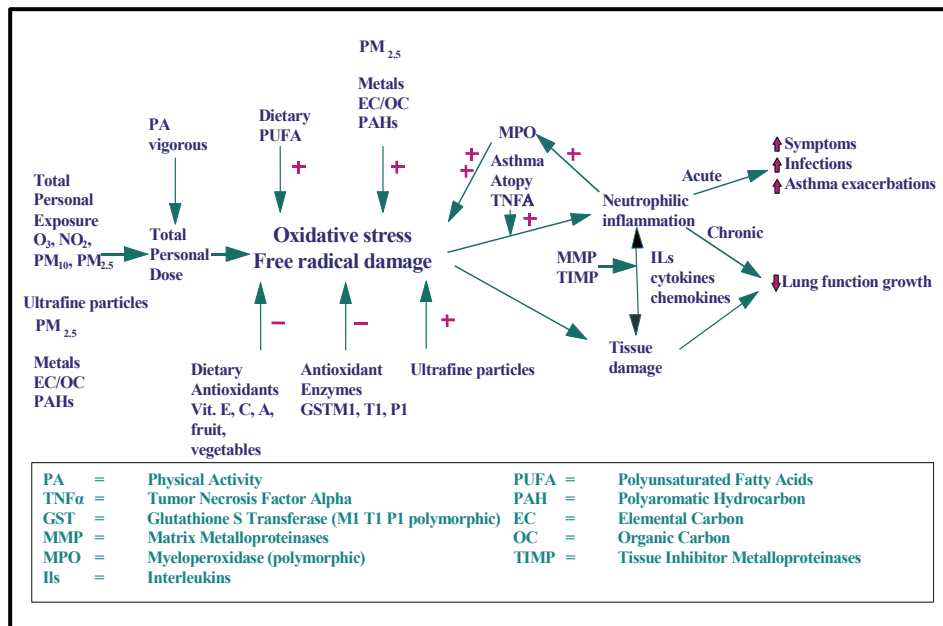 PM 2.5
Metals
EC/OC
PAHs
Dietary
PUFA
PA
vigorous
MPO
Asthma
Atopy
TNFA
Symptoms
Infections
Asthma exacerbations
Acute
Total
Personal
Exposure
O3, NO2,
PM10, PM2.5
Total
Personal
Dose
Oxidative stress
Free radical damage
+
+
+
+
+
+
Neutrophilic
inflammation
Chronic
MMP
TIMP
ILs
cytokines
chemokines
Lung function growth
Ultrafine particles
PM 2.5
Metals
EC/OC
PAHs
−
−
+
Dietary
Antioxidants
Vit. E, C, A,
fruit,
vegetables
Antioxidant
Enzymes
GSTM1, T1, P1
Ultrafine particles
Tissue
damage
PA = Physical Activity
TNFα = Tumor Necrosis Factor Alpha
GST = Glutathione S Transferase (M1 T1 P1 polymorphic)
MMP = Matrix Metalloproteinases
MPO = Myeloperoxidase (polymorphic)
Ils = Interleukins
PUFA = Polyunsaturated Fatty Acids
PAH = Polyaromatic Hydrocarbon
EC = Elemental Carbon
OC = Organic Carbon
TIMP = Tissue Inhibitor Metalloproteinases